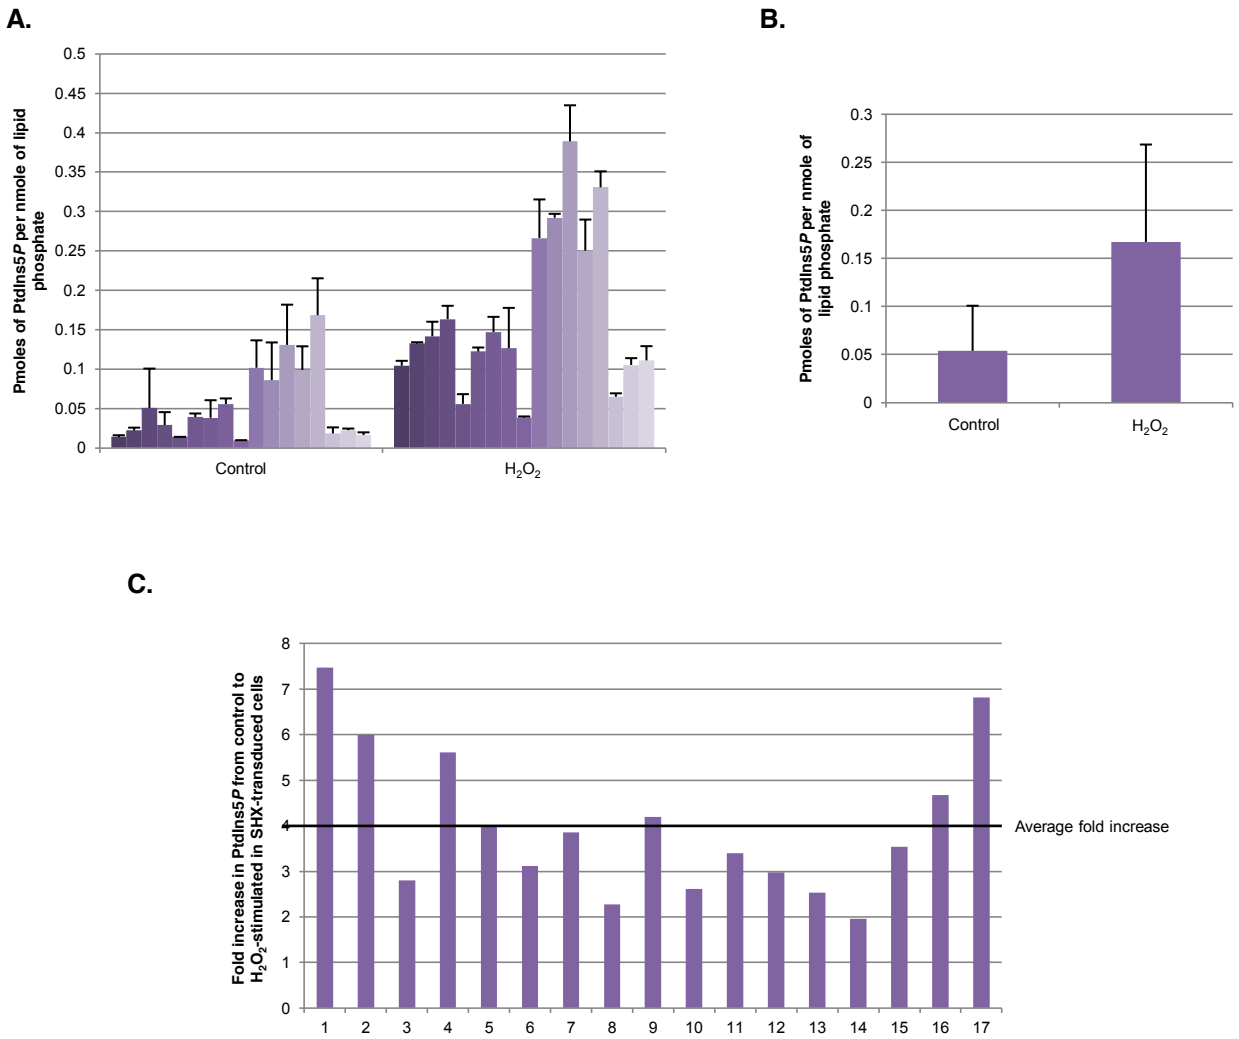 A.
Pmoles of PtdIns5P per nmole of lipid
phosphate
0.5
0.45
0.4
0.35
0.3
0.25
0.2
0.15
0.1
0.05
0
Control
H₂O₂
B.
Pmoles of PtdIns5P per nmole of
lipid phosphate
0.3
0.25
0.2
0.15
0.1
0.05
0
Control
H₂O₂
C.
Fold increase in PtdIns5P from control to
H₂O₂-stimulated in SHX-transduced cells
8
7
6
5
4
3
2
1
0
Average fold increase
1 2 3 4 5 6 7 8 9 10 11 12 13 14 15 16 17